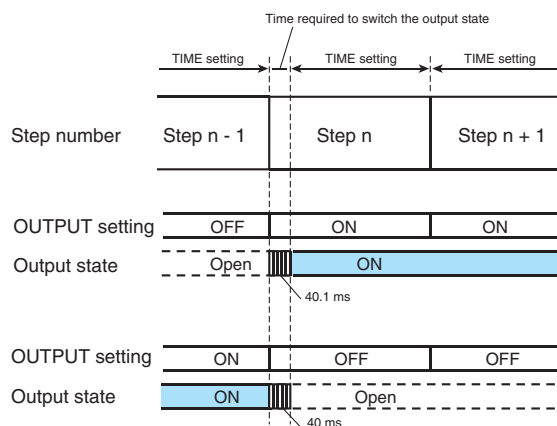 Time required to switch the output state
TIME setting TIME setting TIME setting
Step number Step n - 1 Step n Step n + 1
OUTPUT setting OFF ON ON
Output state Open ON
40.1 ms
OUTPUT setting ON OFF OFF
Output state ON Open
40 ms